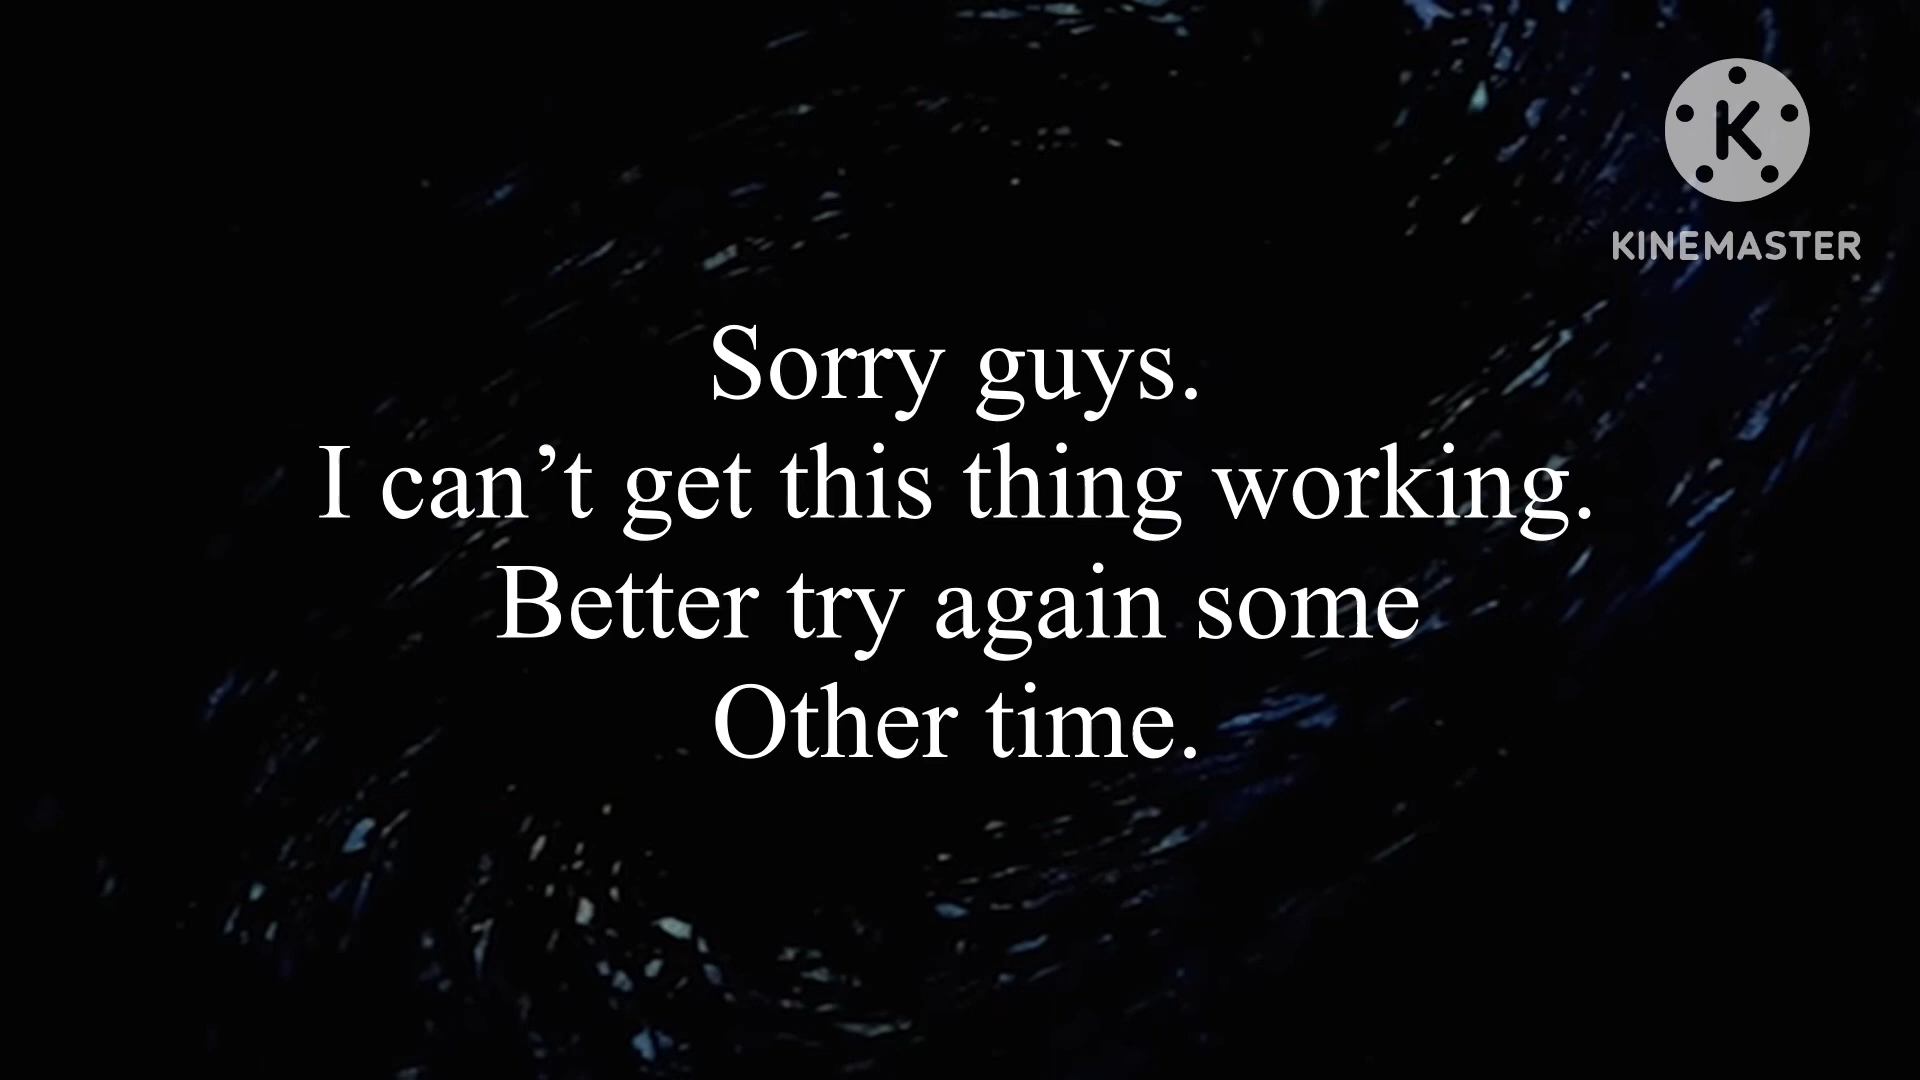 K
KINEMASTER
Sorry guys.
I can’t get this thing working.
Better try again some
Other time.